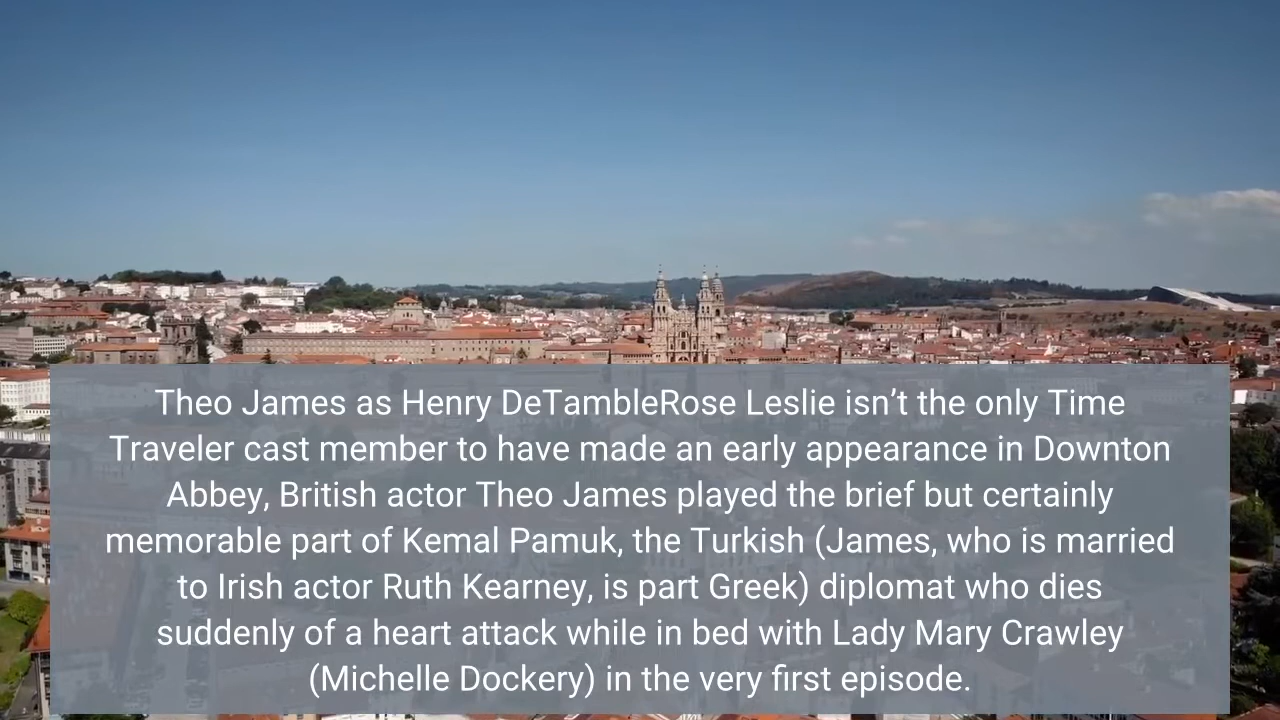 Theo James as Henry DeTambleRose Leslie isn’t the only Time
Traveler cast member to have made an early appearance in Downton
Abbey, British actor Theo James played the brief but certainly
memorable part of Kemal Pamuk, the Turkish (James, who is married
to Irish actor Ruth Kearney, is part Greek) diplomat who dies
suddenly of a heart attack while in bed with Lady Mary Crawley
(Michelle Dockery) in the very first episode.